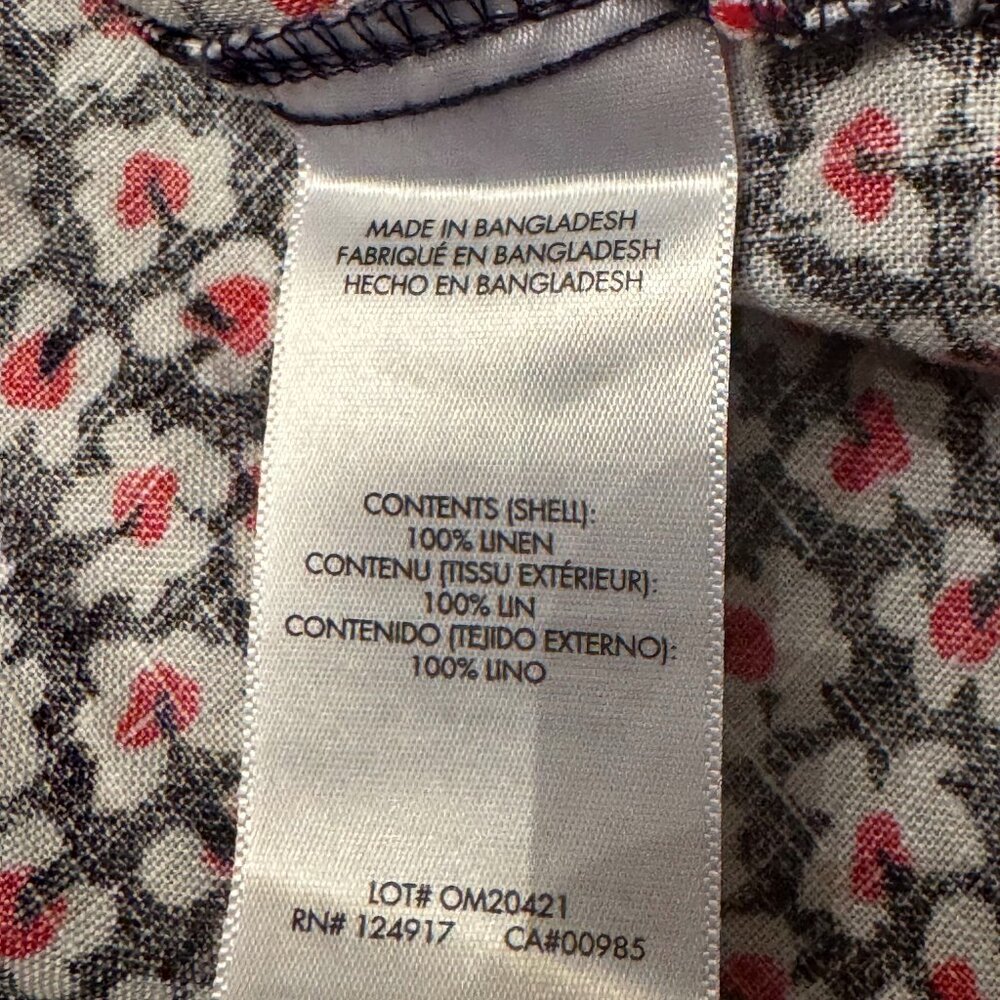 MADE IN BANGLADESH
FABRIQUÉ EN BANGLADESH
HECHO EN BANGLADESH
CONTENTS (SHELL):
100% LINEN
CONTENU (TISSU EXTÉRIEUR):
100% LIN
CONTENIDO (TEJIDO EXTERNO):
100% LINO
LOT# OM20421
RN# 124917 CA#00985